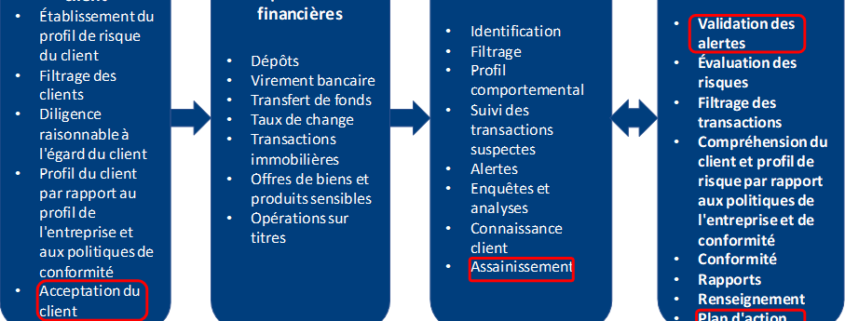 client
• Établissement du
profil de risque
du client
• Filtrage des
clients
• Diligence
raisonnable à
l'égard du client
• Profil du client
par rapport au
profil de
l'entreprise et
aux politiques de
conformité
• Acceptation du
client
financières
• Dépôts
• Virement bancaire
• Transfert de fonds
• Taux de change
• Transactions
immobilières
• Offres de biens et
produits sensibles
• Opérations sur
titres
• Identification
• Filtrage
• Profil
comportemental
• Suivi des
transactions
suspectes
• Alertes
• Enquêtes et
analyses
• Connaissance
client
• Assainissement
• Validation des
alertes
• Évaluation des
risques
• Filtrage des
transactions
• Compréhension du
client et profil de
risque par rapport
aux politiques de
l'entreprise et de
conformité
• Conformité
• Rapports
• Renseignement
• Plan d'action